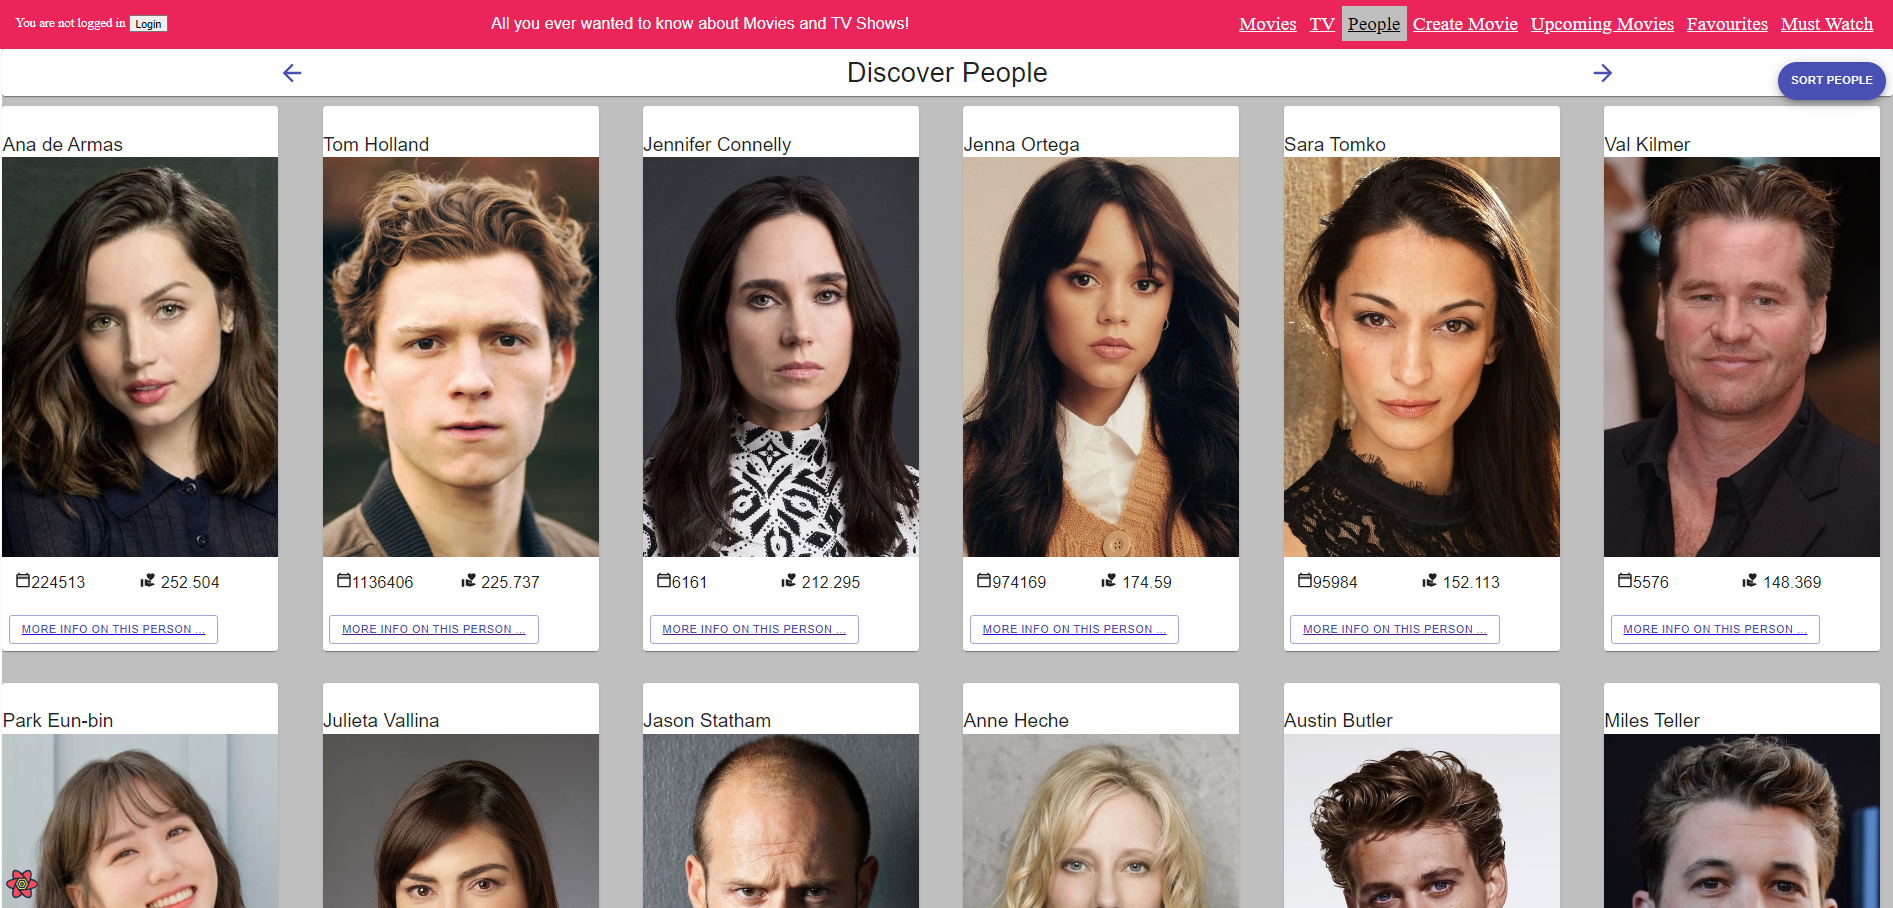 You are not logged in Login
All you ever wanted to know about Movies and TV Shows!
Movies TV People Create Movie Upcoming Movies Favourites Must Watch
Discover People
SORT PEOPLE
Ana de Armas
Tom Holland
Jennifer Connelly
Jenna Ortega
Sara Tomko
Val Kilmer
224513 252.504
1136406 225.737
6161 212.295
974169 174.59
95984 152.113
5576 148.369
MORE INFO ON THIS PERSON ...
MORE INFO ON THIS PERSON ...
MORE INFO ON THIS PERSON ...
MORE INFO ON THIS PERSON ...
MORE INFO ON THIS PERSON ...
MORE INFO ON THIS PERSON ...
Park Eun-bin
Julieta Vallina
Jason Statham
Anne Heche
Austin Butler
Miles Teller